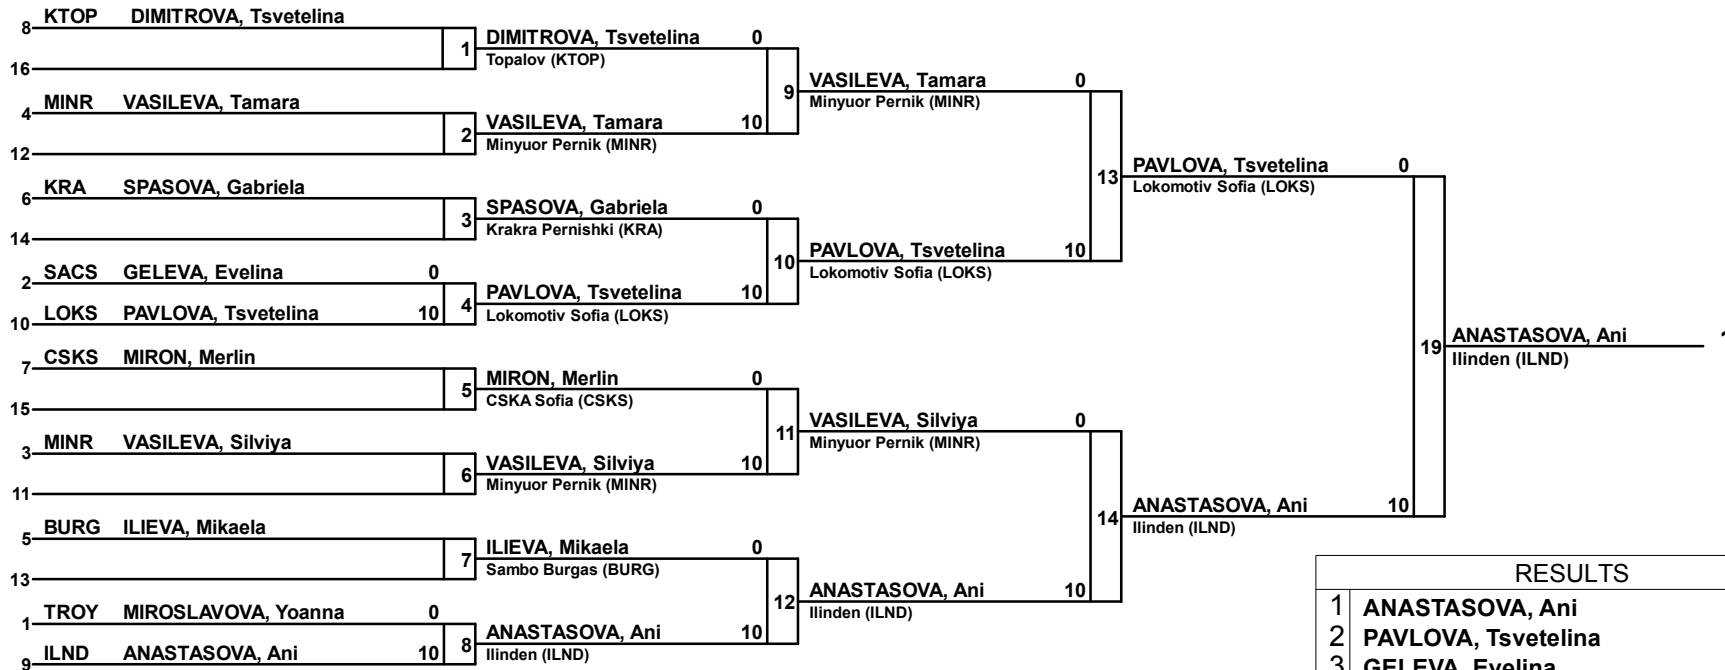 8 KTOP DIMITROVA, Tsvetelina
16
1 DIMITROVA, Tsvetelina 0
Topalov (KTOP)
4 MINR VASILEVA, Tamara
12
2 VASILEVA, Tamara 10
Minyuor Pernik (MINR)
9 VASILEVA, Tamara 0
Minyuor Pernik (MINR)
6 KRA SPASOVA, Gabriela
14
3 SPASOVA, Gabriela 0
Krakra Pernishki (KRA)
2 SACS GELEVA, Evelina 0
10 LOKS PAVLOVA, Tsvetelina 10
4 PAVLOVA, Tsvetelina 10
Lokomotiv Sofia (LOKS)
10 PAVLOVA, Tsvetelina 10
Lokomotiv Sofia (LOKS)
13 PAVLOVA, Tsvetelina 0
Lokomotiv Sofia (LOKS)
7 CSKS MIRON, Merlin
15
5 MIRON, Merlin 0
CSKA Sofia (CSKS)
3 MINR VASILEVA, Silviya
11
6 VASILEVA, Silviya 10
Minyuor Pernik (MINR)
11 VASILEVA, Silviya 0
Minyuor Pernik (MINR)
5 BURG ILIEVA, Mikaela
13
7 ILIEVA, Mikaela 0
Sambo Burgas (BURG)
1 TROY MIROSLAVOVA, Yoanna 0
9 ILND ANASTASOVA, Ani 10
8 ANASTASOVA, Ani 10
Ilinden (ILND)
12 ANASTASOVA, Ani 10
Ilinden (ILND)
14 ANASTASOVA, Ani 10
Ilinden (ILND)
19 ANASTASOVA, Ani
Ilinden (ILND)
RESULTS
1 ANASTASOVA, Ani
2 PAVLOVA, Tsvetelina
3 GELEVA, Evelina